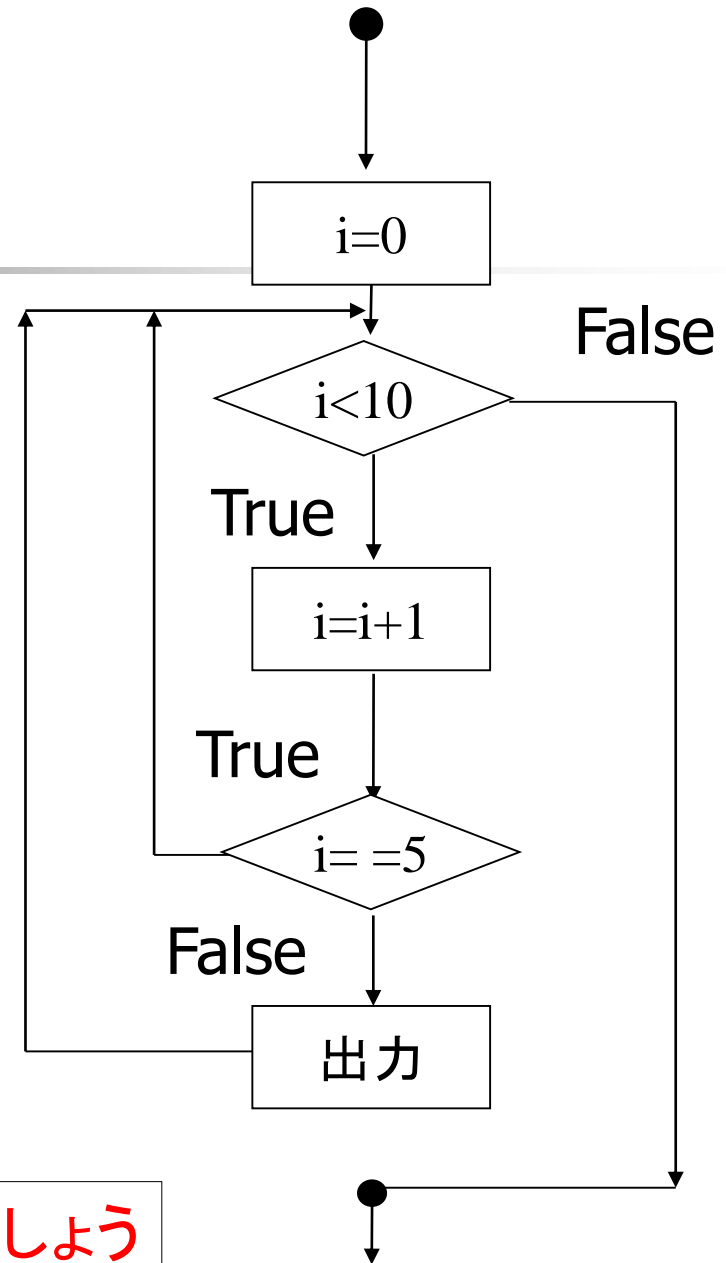 i=0
False
i<10
True
i=i+1
True
i= =5
False
出力
しょう